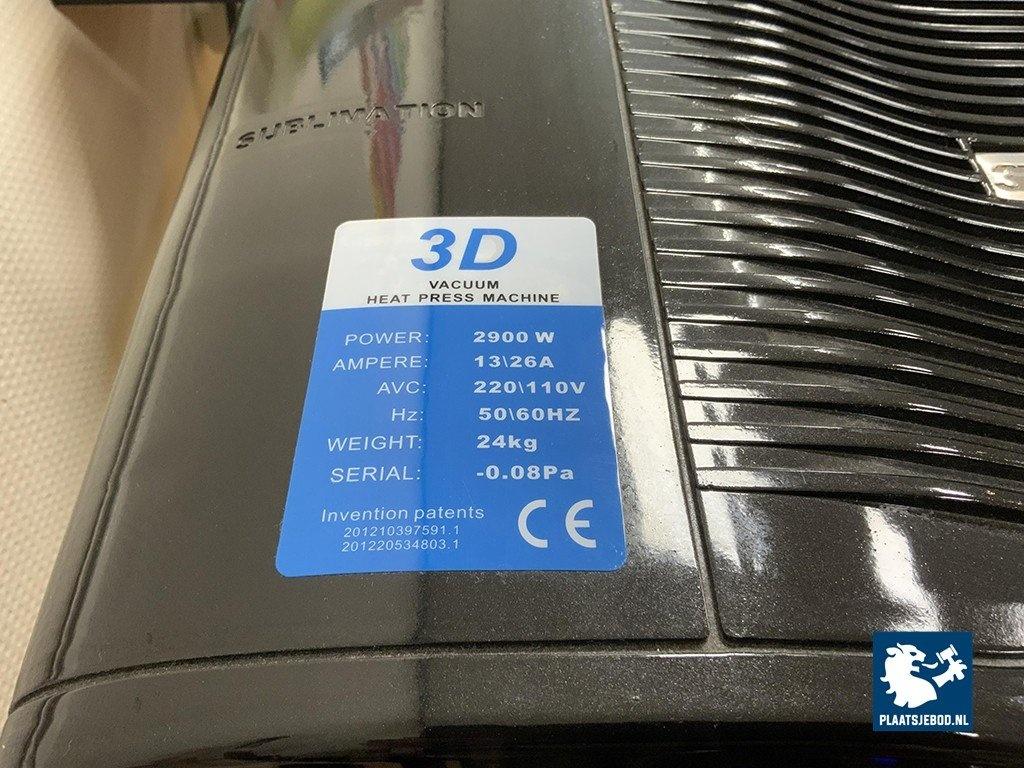 SUBLIMATION
3
3D
VACUUM
HEAT PRESS MACHINE
POWER: 2900 W
AMPERE: 13\26A
AVC: 220\110V
Hz: 50\60HZ
WEIGHT: 24kg
SERIAL: -0.08Pa
Invention patents
201210397591.1
201220534803.1
CE
PLAATSJEBOD.NL